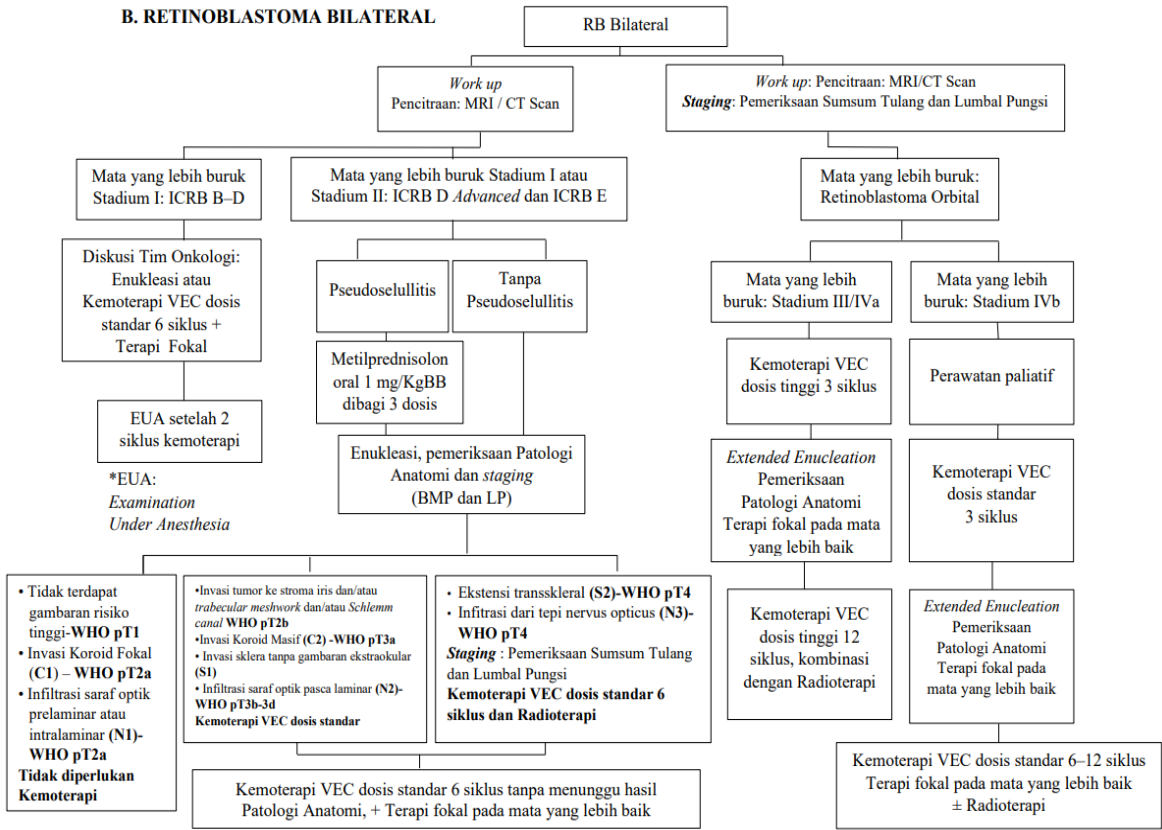 B. RETINOBLASTOMA BILATERAL
RB Bilateral
Work up
Pencitraan: MRI / CT Scan
Work up: Pencitraan: MRI/CT Scan
Staging: Pemeriksaan Sumsum Tulang dan Lumbal Pungsi
Mata yang lebih buruk
Stadium I: ICRB B–D
Mata yang lebih buruk Stadium I atau
Stadium II: ICRB D Advanced dan ICRB E
Mata yang lebih buruk:
Retinoblastoma Orbital
Diskusi Tim Onkologi:
Enukleasi atau
Kemoterapi VEC dosis
standar 6 siklus +
Terapi Fokal
EUA setelah 2
siklus kemoterapi
*EUA:
Examination
Under Anesthesia
Pseudoselullitis
Tanpa
Pseudoselullitis
Metilprednisolon
oral 1 mg/KgBB
dibagi 3 dosis
Enukleasi, pemeriksaan Patologi
Anatomi dan staging
(BMP dan LP)
Mata yang lebih
buruk: Stadium III/IVa
Mata yang lebih
buruk: Stadium IVb
Kemoterapi VEC
dosis tinggi 3 siklus
Perawatan paliatif
Extended Enucleation
Pemeriksaan
Patologi Anatomi
Terapi fokal pada mata
yang lebih baik
Kemoterapi VEC
dosis standar
3 siklus
Kemoterapi VEC
dosis tinggi 12
siklus, kombinasi
dengan Radioterapi
Extended Enucleation
Pemeriksaan
Patologi Anatomi
Terapi fokal pada
mata yang lebih baik
• Tidak terdapat
gambaran risiko
tinggi-WHO pT1
• Invasi Koroid Fokal
(C1) – WHO pT2a
• Infiltrasi saraf optik
prelaminar atau
intralaminar (N1)-
WHO pT2a
Tidak diperlukan
Kemoterapi
•Invasi tumor ke stroma iris dan/atau
trabecular meshwork dan/atau Schlemm
canal WHO pT2b
•Invasi Koroid Masif (C2) -WHO pT3a
• Invasi sklera tanpa gambaran ekstraokular
(S1)
• Infiltrasi saraf optik pasca laminar (N2)-
WHO pT3b-3d
Kemoterapi VEC dosis standar
• Ekstensi transskleral (S2)-WHO pT4
• Infitrasi dari tepi nervus opticus (N3)-
WHO pT4
Staging : Pemeriksaan Sumsum Tulang
dan Lumbal Pungsi
Kemoterapi VEC dosis standar 6
siklus dan Radioterapi
Kemoterapi VEC dosis standar 6 siklus tanpa menunggu hasil
Patologi Anatomi, + Terapi fokal pada mata yang lebih baik
Kemoterapi VEC dosis standar 6–12 siklus
Terapi fokal pada mata yang lebih baik
± Radioterapi